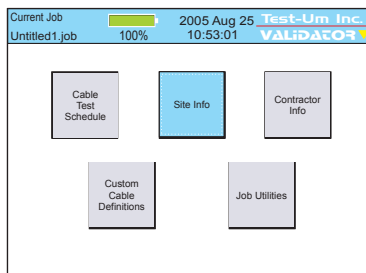 Current Job
2005 Aug 25
Test-Um Inc.
Untitled1.job
100%
10:53:01
VALiDATOR
Cable
Test
Schedule
Site Info
Contractor
Info
Custom
Cable
Definitions
Job Utilities